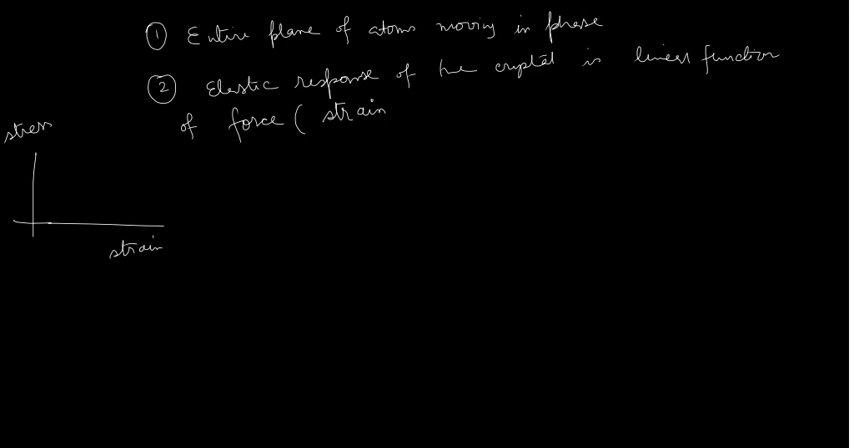 ① Entire plane of atoms moving in phase
② Elastic response of the crystal is linear function
of force ( strain
stress
strain